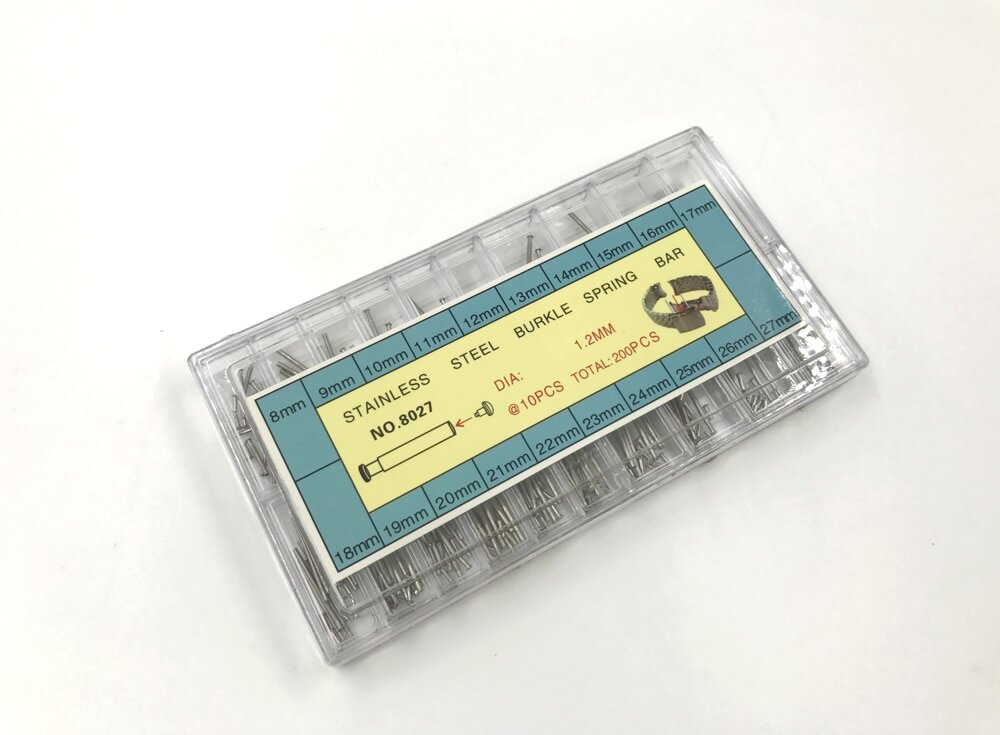 8mm 9mm 10mm 11mm 12mm 13mm 14mm 15mm 16mm 17mm
STAINLESS STEEL BURKLE SPRING BAR
NO.8027
DIA: 1.2MM
@10PCS TOTAL:200PCS
18mm 19mm 20mm 21mm 22mm 23mm 24mm 25mm 26mm 27mm